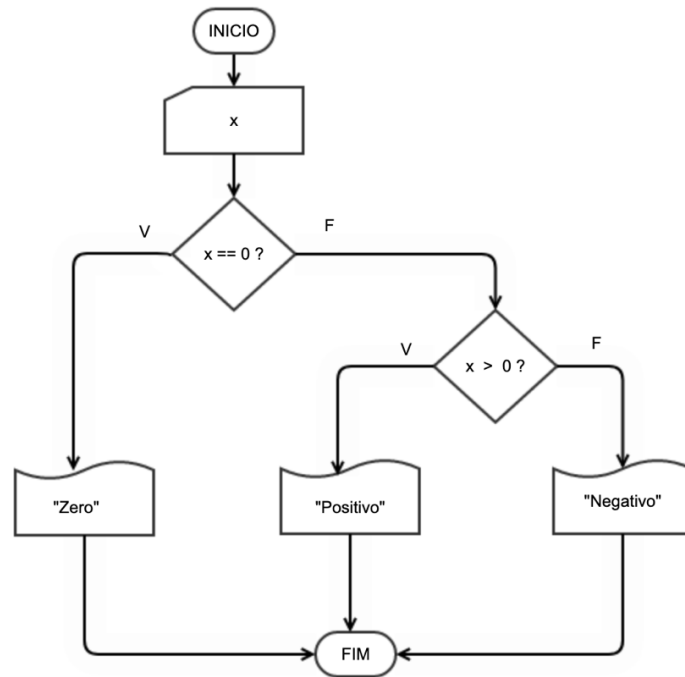 INICIO
x
V
F
x == 0 ?
V
F
x > 0 ?
"Zero"
"Positivo"
"Negativo"
FIM